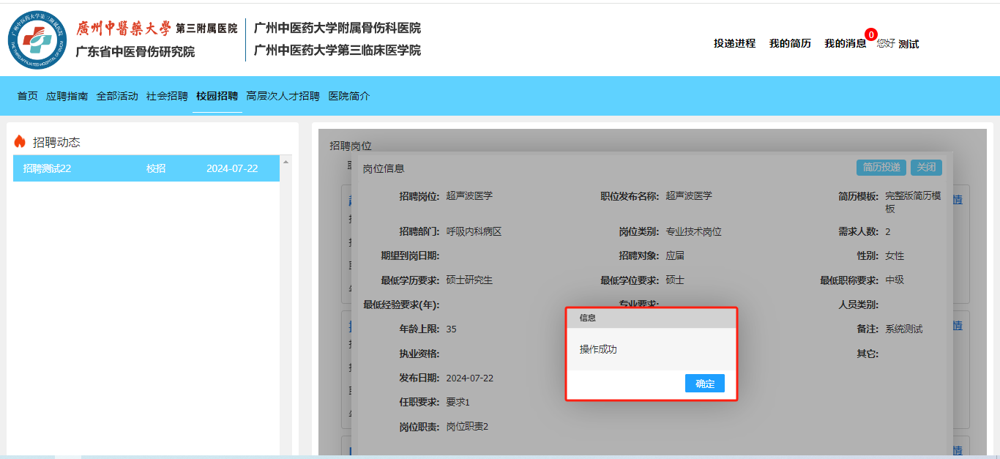 廣州中醫藥大學 第三附属医院
广东省中医骨伤研究院
广州中医药大学附属骨伤科医院
广州中医药大学第三临床医学院
投递进程 我的简历 我的消息 0 您好 测试
首页 应聘指南 全部活动 社会招聘 校园招聘 高层次人才招聘 医院简介
招聘动态
招聘测试22 校招 2024-07-22
招聘岗位
岗位信息 简历投递 关闭
招聘岗位: 超声波医学 职位发布名称: 超声波医学 简历模板: 完整版简历模板
招聘部门: 呼吸内科病区 岗位类别: 专业技术岗位 需求人数: 2
期望到岗日期: 招聘对象: 应届 性别: 女性
最低学历要求: 硕士研究生 最低学位要求: 硕士 最低职称要求: 中级
最低经验要求(年): 专业要求: 人员类别:
年龄上限: 35 备注: 系统测试
执业资格: 其它:
发布日期: 2024-07-22
任职要求: 要求1
岗位职责: 岗位职责2
信息
操作成功
确定
情
情
情